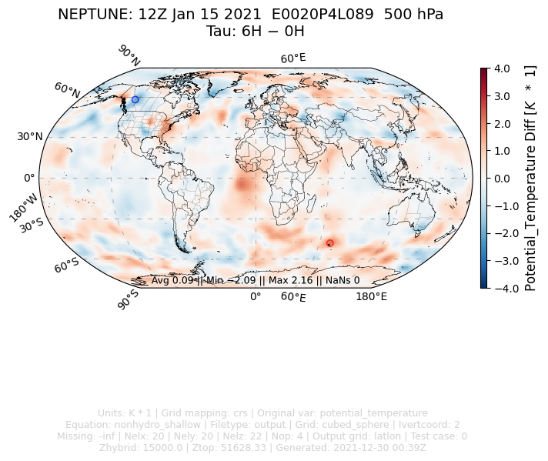 NEPTUNE: 12Z Jan 15 2021  E0020P4L089  500 hPa
Tau: 6H − 0H
90°N
60°E
60°N
30°N
0°
180°W
30°S
60°S
90°S
Avg 0.09 || Min −2.09 || Max 2.16 || NaNs 0
0°
60°E
180°E
4.0
3.0
2.0
1.0
0.0
−1.0
−2.0
−3.0
−4.0
Potential_Temperature Diff [K * 1]
Units: K * 1 | Grid mapping: crs | Original var: potential_temperature
Equation: nonhydro_shallow | Filetype: output | Grid: cubed_sphere | Ivertcoord: 2
Missing: -inf | Nelx: 20 | Nely: 20 | Nelz: 22 | Nop: 4 | Output grid: latlon | Test case: 0
Zhybrid: 15000.0 | Ztop: 51628.33 | Generated: 2021-12-30 00:39Z